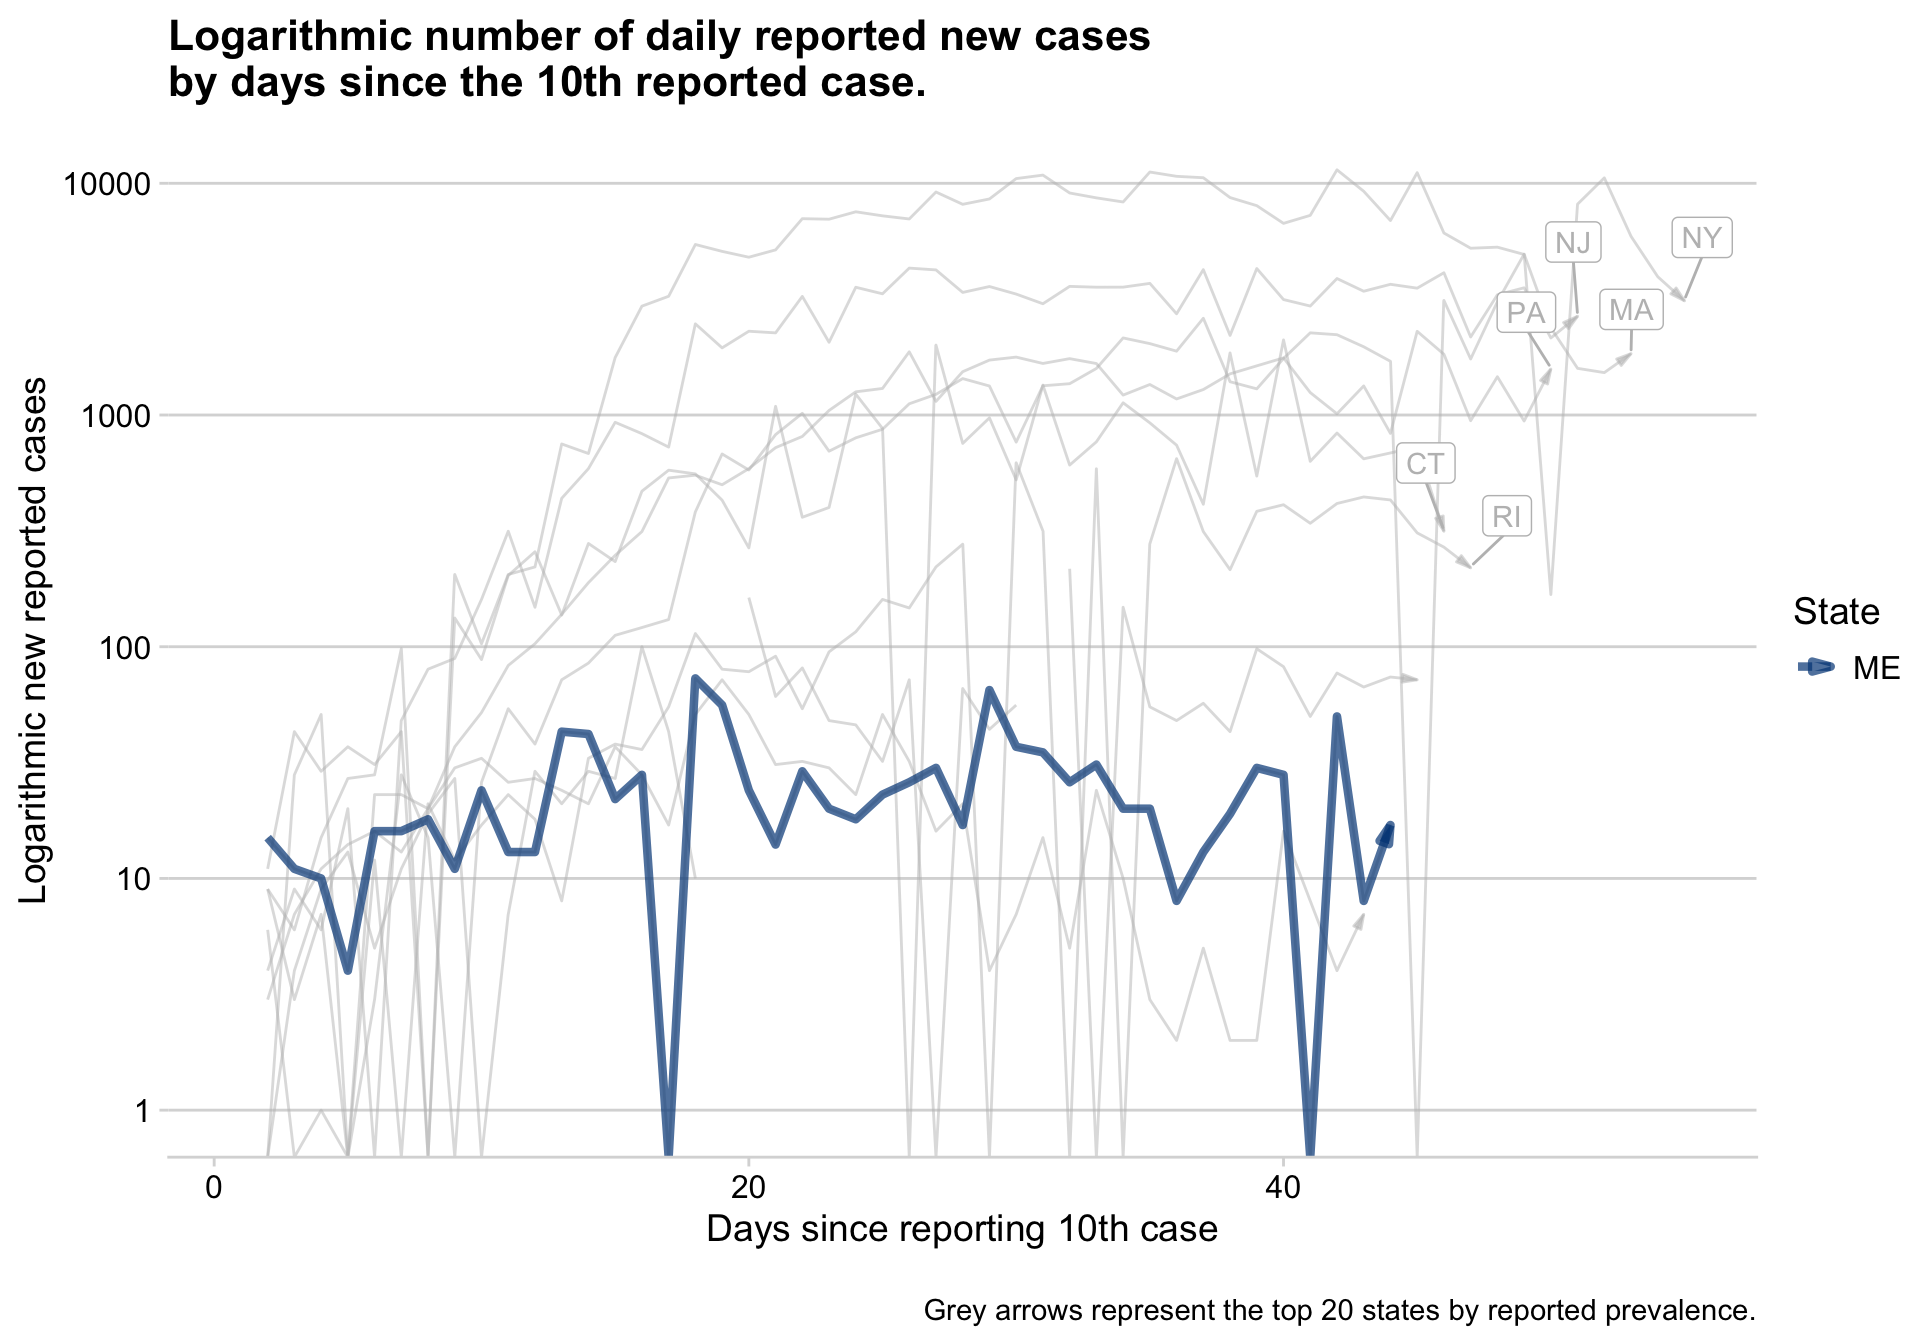 Logarithmic number of daily reported new cases
by days since the 10th reported case.
Logarithmic new reported cases
10000
1000
100
10
1
NJ
NY
PA
MA
CT
RI
State
ME
0
20
40
Days since reporting 10th case
Grey arrows represent the top 20 states by reported prevalence.